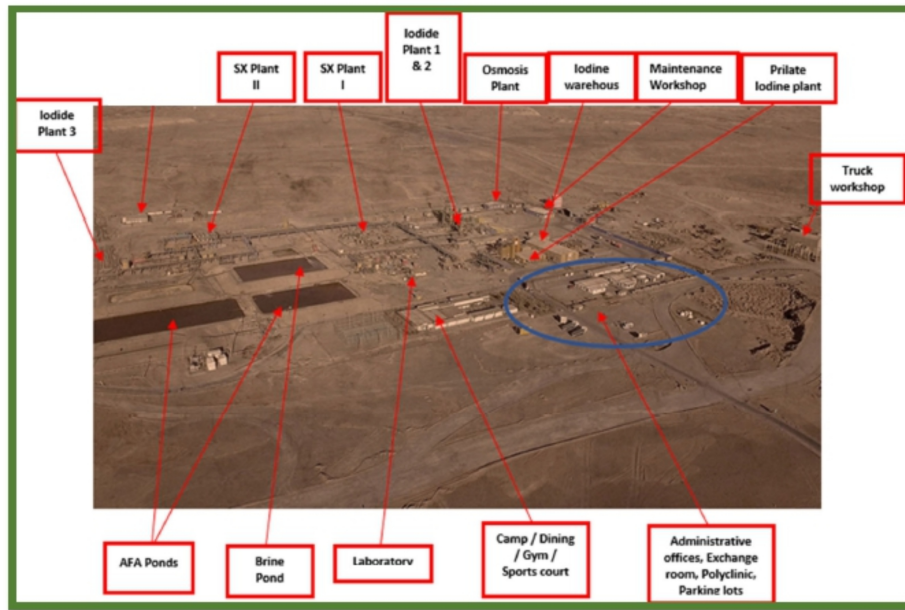 Iodide
Plant 1
& 2
SX Plant
II
SX Plant
I
Osmosis
Plant
Iodine
warehous
Maintenance
Workshop
Prilate
Iodine plant
Iodide
Plant 3
Truck
workshop
AFA Ponds
Brine
Pond
Laboratory
Camp / Dining
/ Gym /
Sports court
Administrative
offices, Exchange
room, Polyclinic,
Parking lots